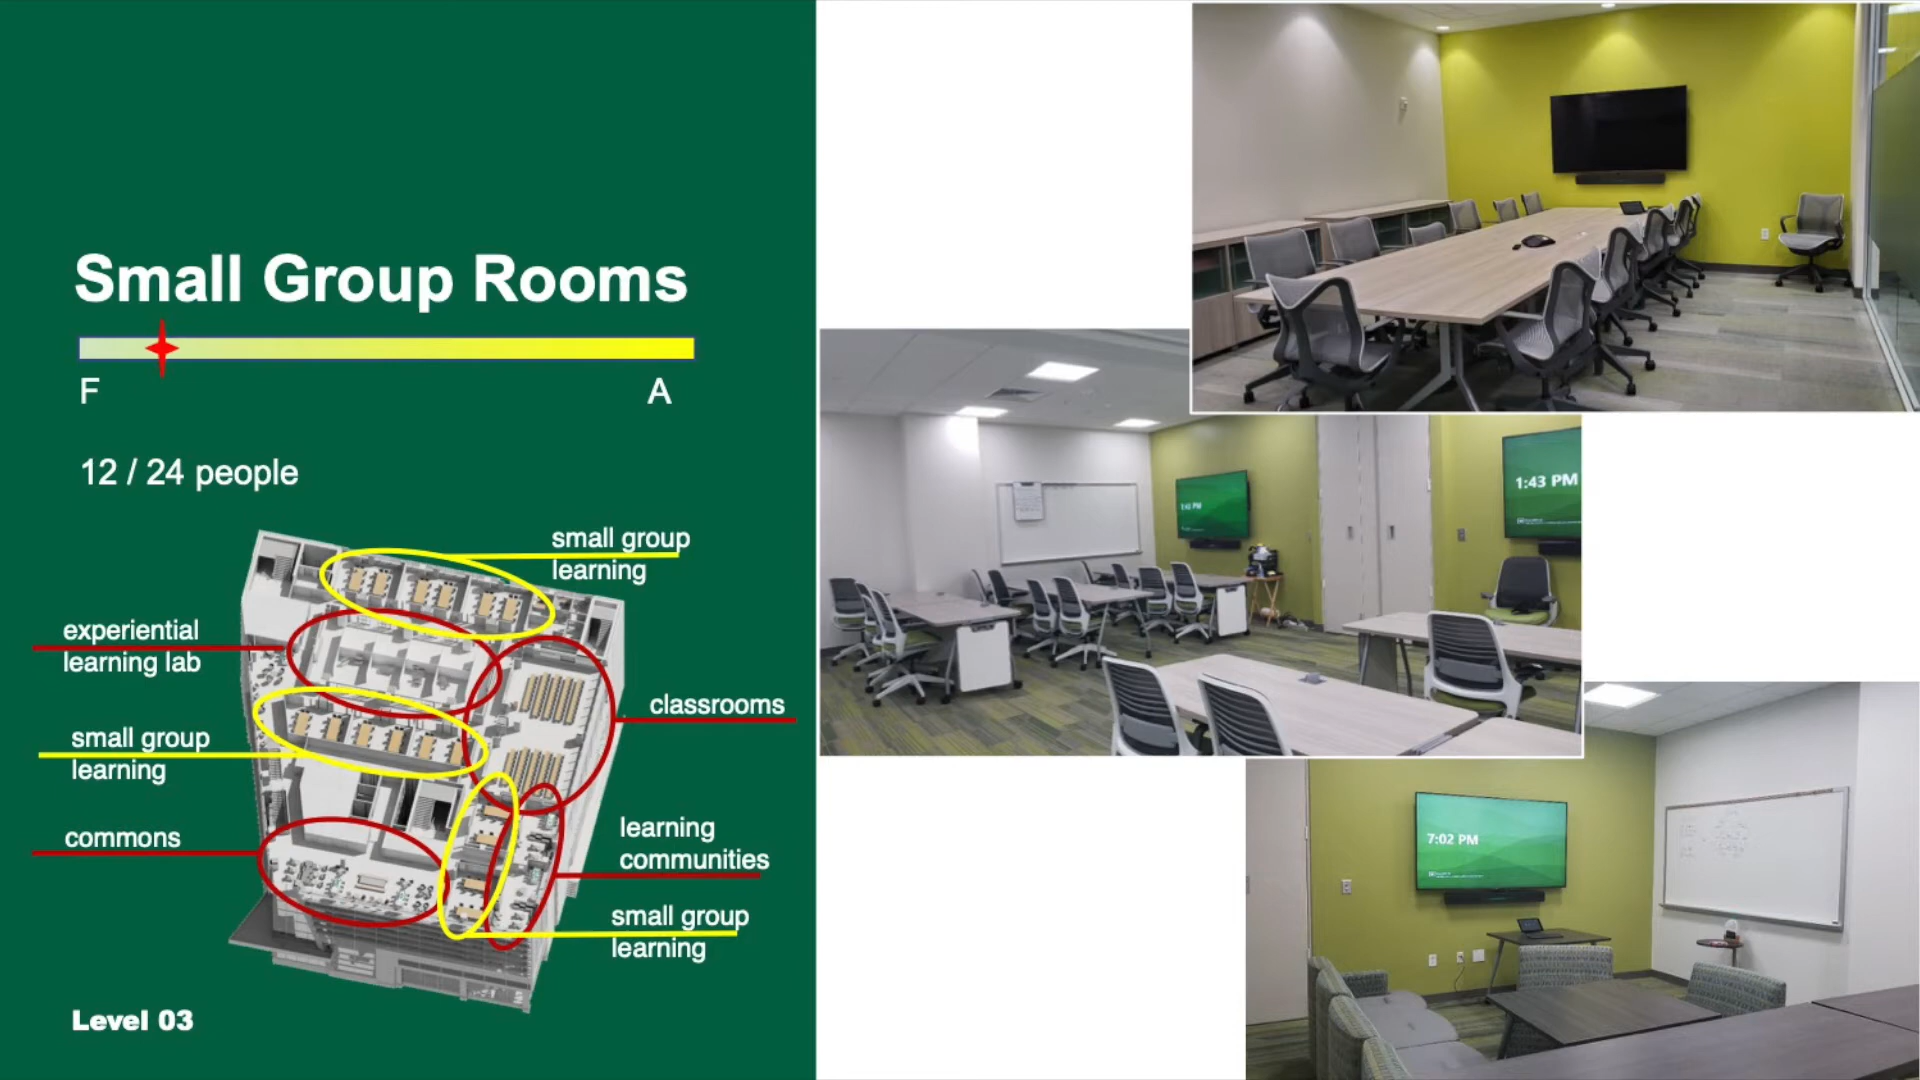 Small Group Rooms
F
A
12 / 24 people
small group
learning
experiential
learning lab
classrooms
small group
learning
commons
learning
communities
small group
learning
Level 03
1:43 PM
7:02 PM